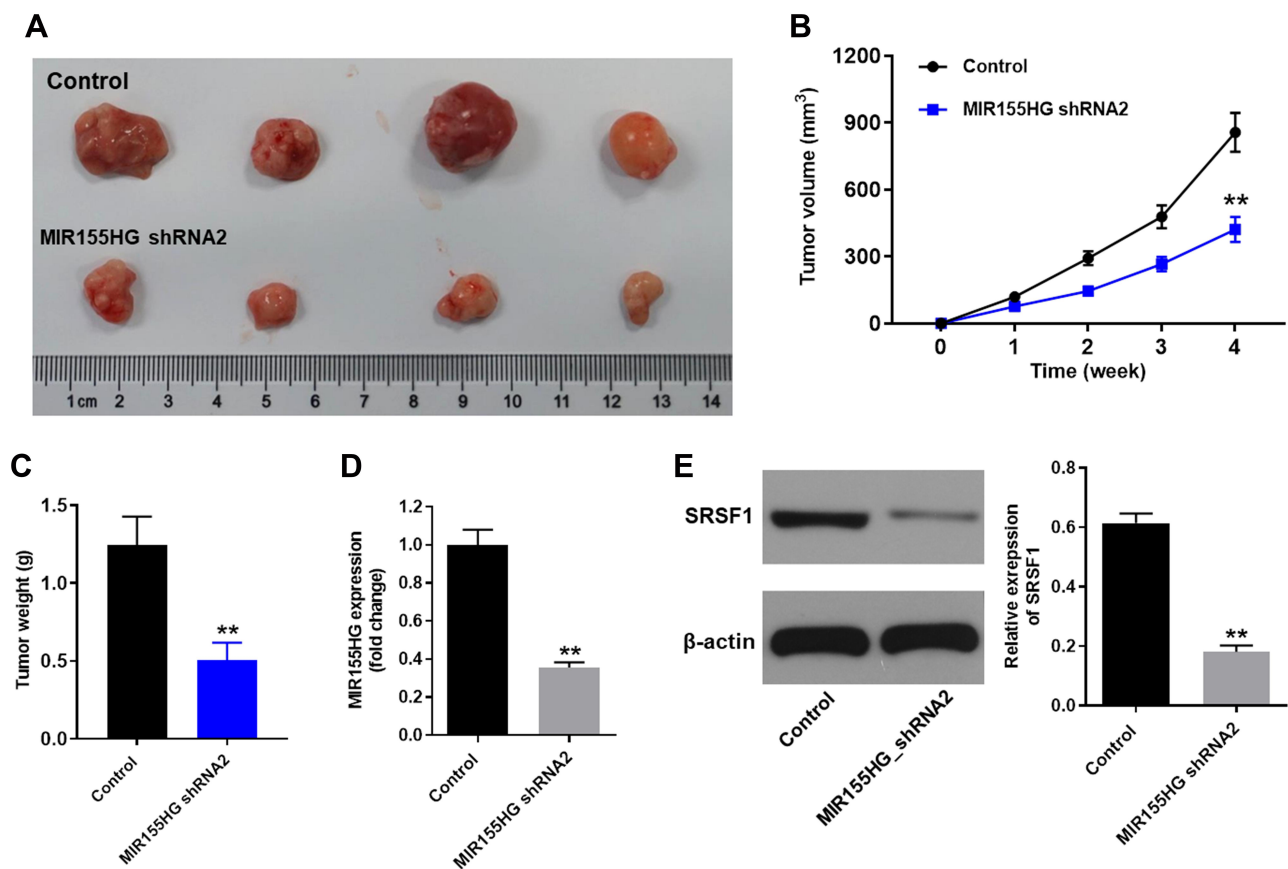 A
Control
MIR155HG shRNA2
1 cm 2 3 4 5 6 7 8 9 10 11 12 13 14
B
Tumor volume (mm³)
1200
900
600
300
0
Control
MIR155HG shRNA2
**
0 1 2 3 4
Time (week)
C
Tumor weight (g)
1.5
1.0
0.5
0.0
**
Control
MIR155HG shRNA2
D
MIR155HG expression
(fold change)
1.2
1.0
0.8
0.6
0.4
0.2
0.0
**
Control
MIR155HG shRNA2
E
SRSF1
β-actin
Control
MIR155HG_shRNA2
Relative exrepssion
of SRSF1
0.8
0.6
0.4
0.2
0.0
**
Control
MIR155HG shRNA2